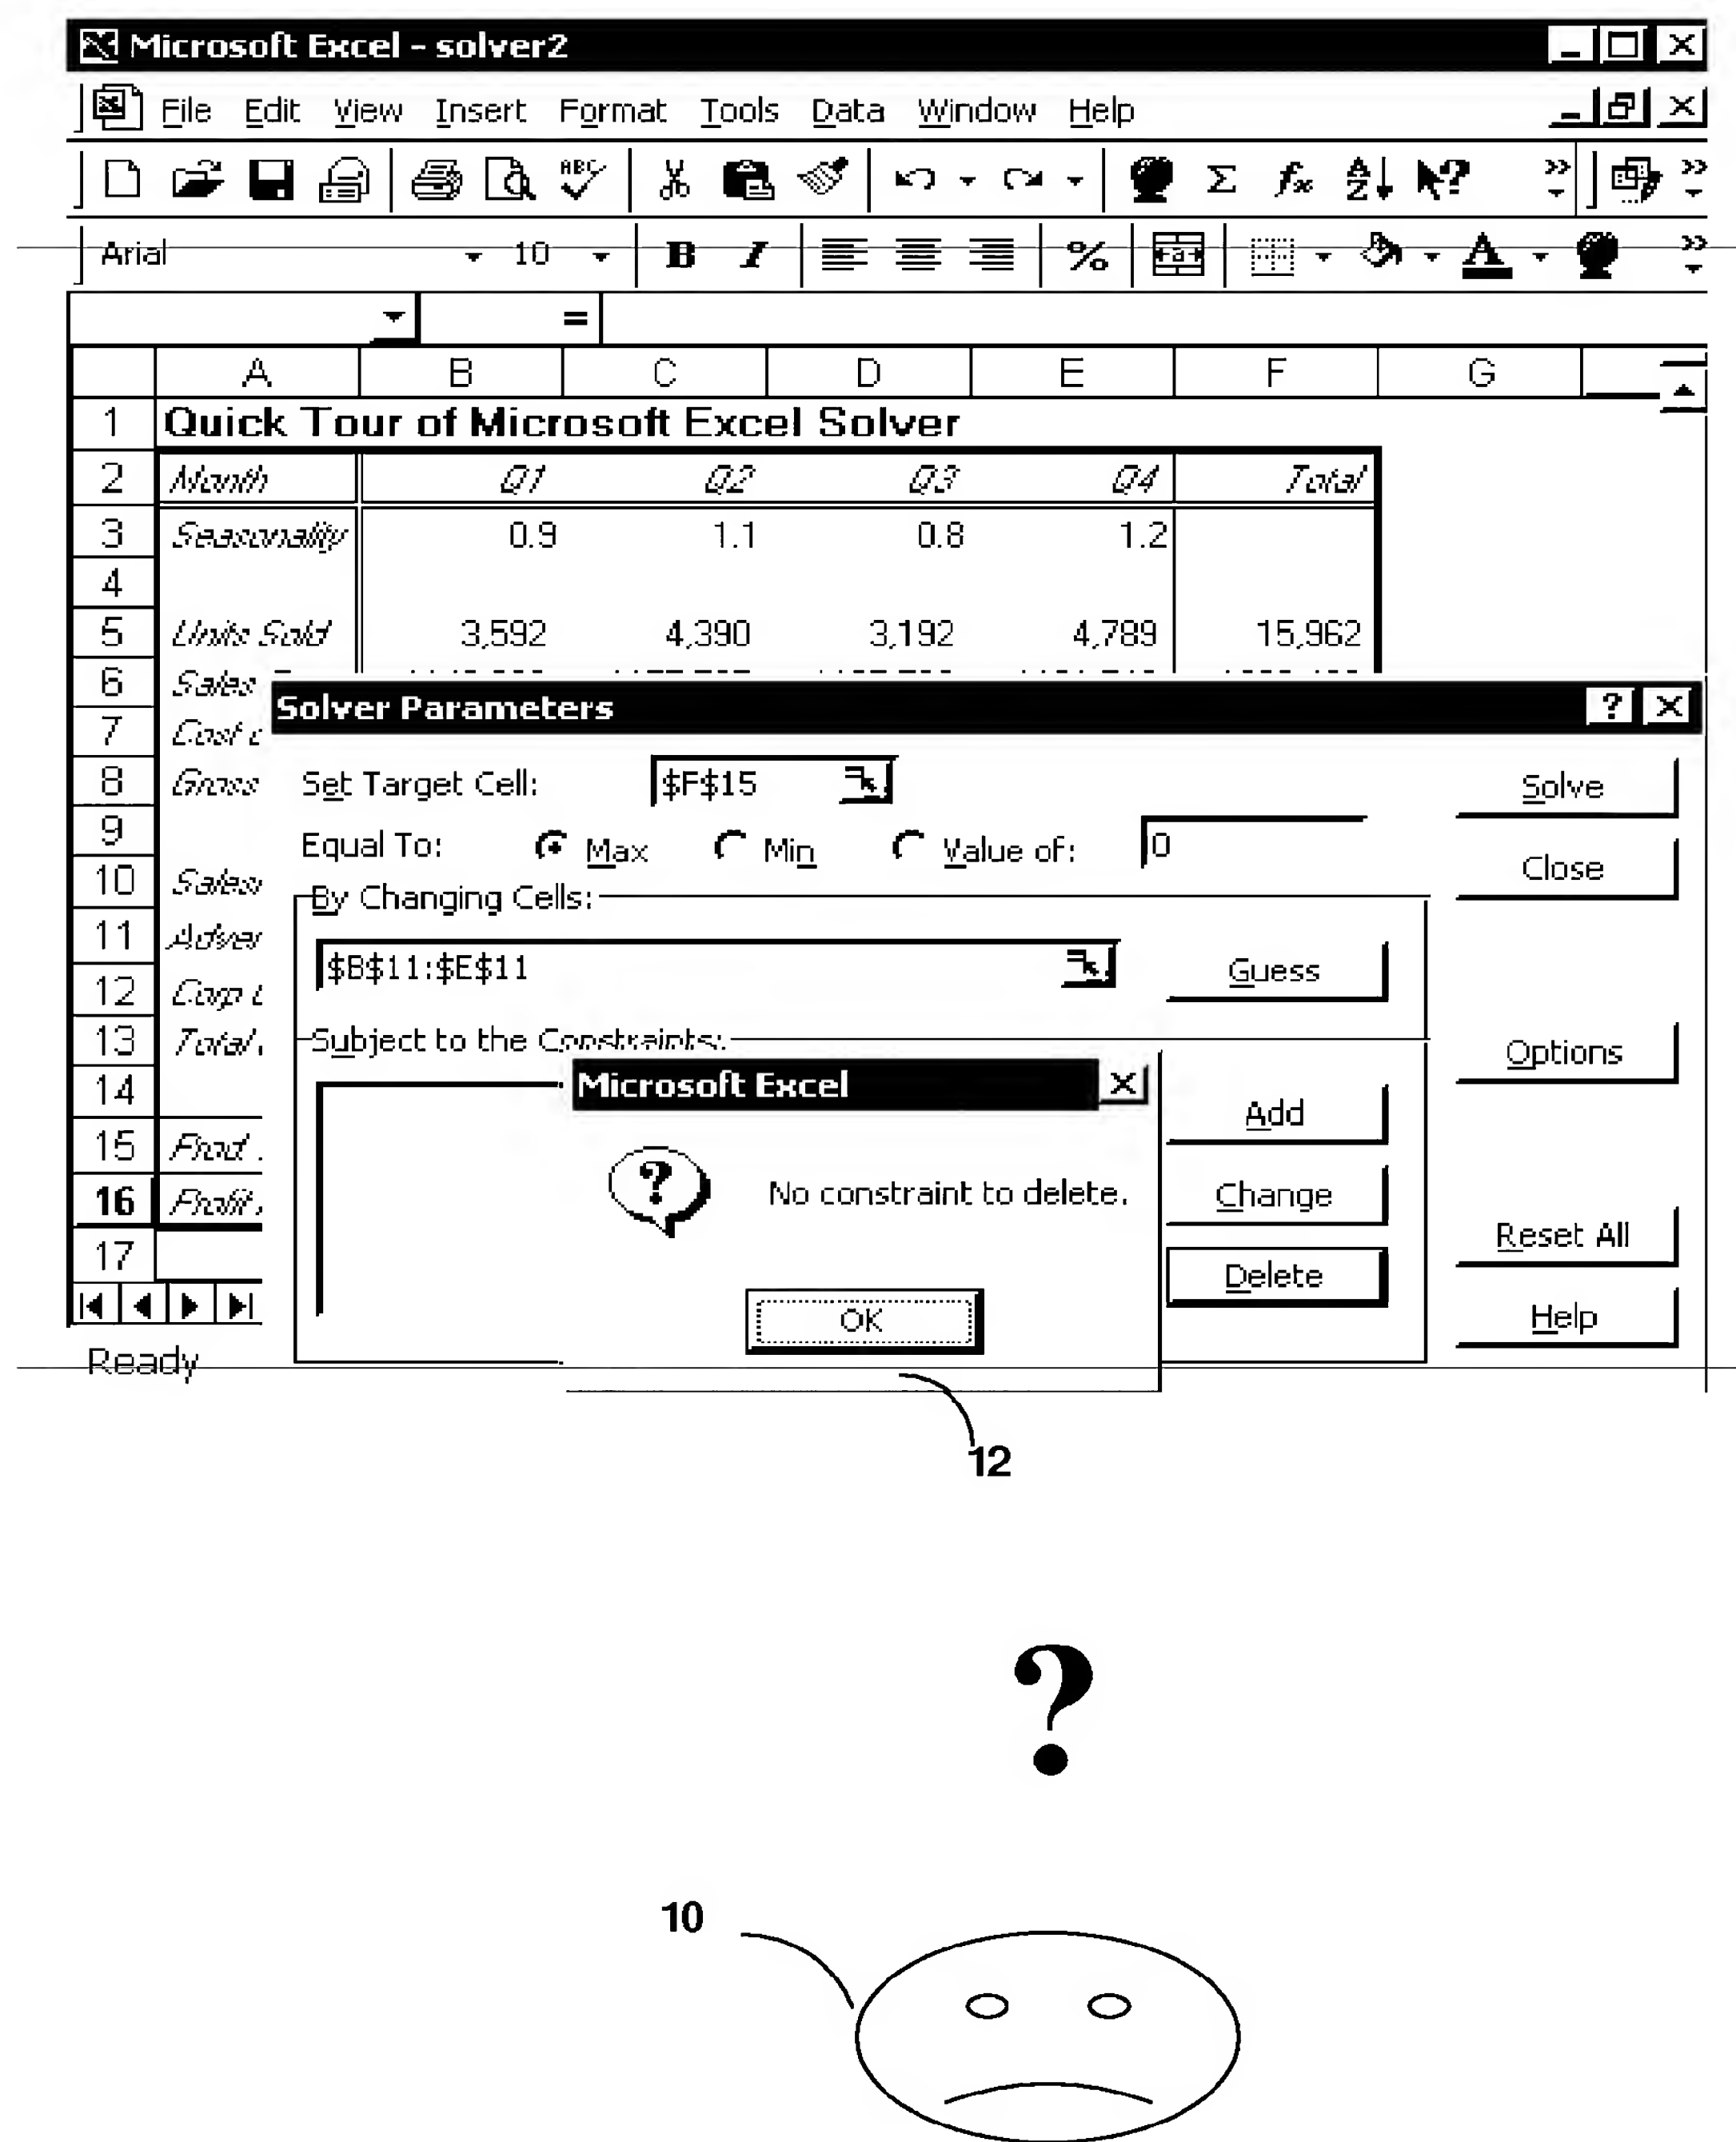 Microsoft Excel - solver2
File Edit View Insert Format Tools Data Window Help
ABC
Arial 10 B I % A
=
A B C D E F G
1 Quick Tour of Microsoft Excel Solver
2 Month Q1 Q2 Q3 Q4 Total
3 Seasonality 0.9 1.1 0.8 1.2
4
5 Units Sold 3,592 4,390 3,192 4,789 15,962
6 Sales
Solver Parameters
7 Cost
8 Gross Set Target Cell: $F$15 Solve
9 Equal To: Max Min Value of: 0
10 Close
By Changing Cells:
11 Adver
$B$11:$E$11 Guess
12 Corp
13 Total Subject to the Constraints: Options
14 Microsoft Excel Add
15 Prod
16 Profit No constraint to delete. Change
17 Reset All
Delete
OK Help
Ready
12
?
10